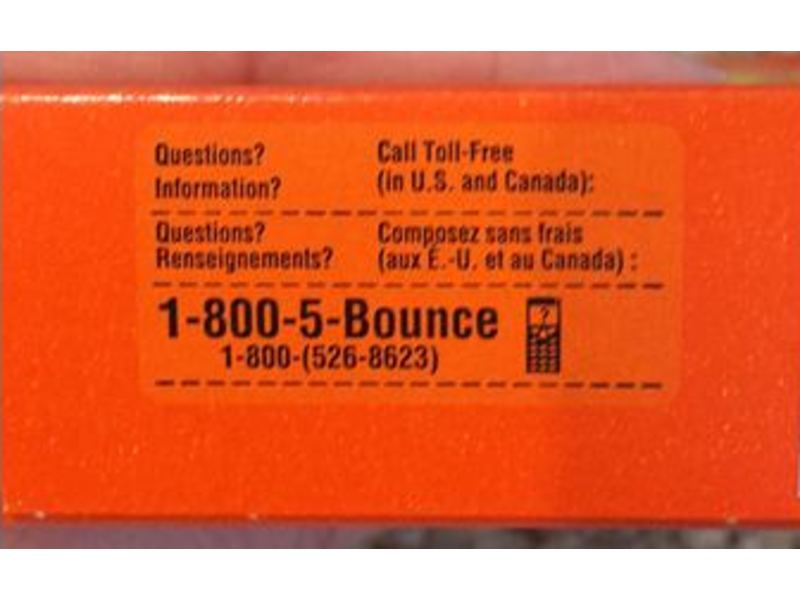 Questions? Call Toll-Free
Information? (in U.S. and Canada):
Questions? Composez sans frais
Renseignements? (aux É.-U. et au Canada) :
1-800-5-Bounce
1-800-(526-8623)
?